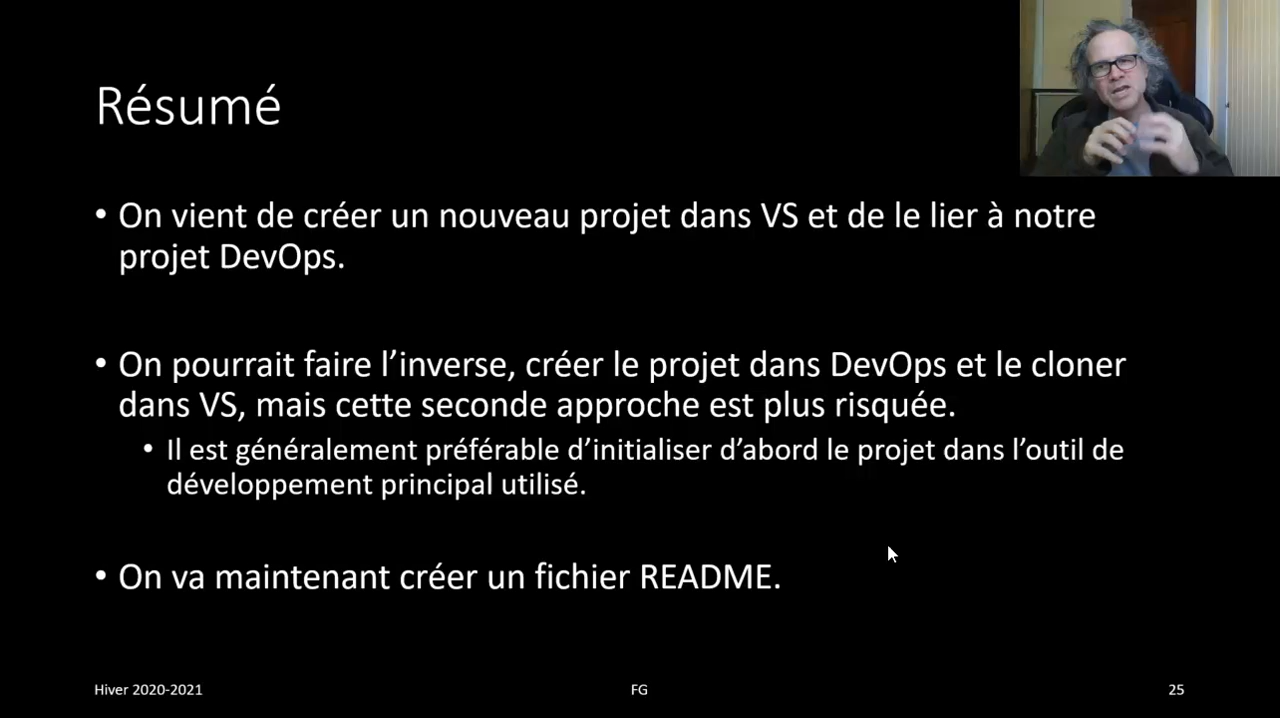 Résumé
• On vient de créer un nouveau projet dans VS et de le lier à notre
projet DevOps.
• On pourrait faire l’inverse, créer le projet dans DevOps et le cloner
dans VS, mais cette seconde approche est plus risquée.
• Il est généralement préférable d’initialiser d’abord le projet dans l’outil de
développement principal utilisé.
• On va maintenant créer un fichier README.
Hiver 2020-2021
FG
25